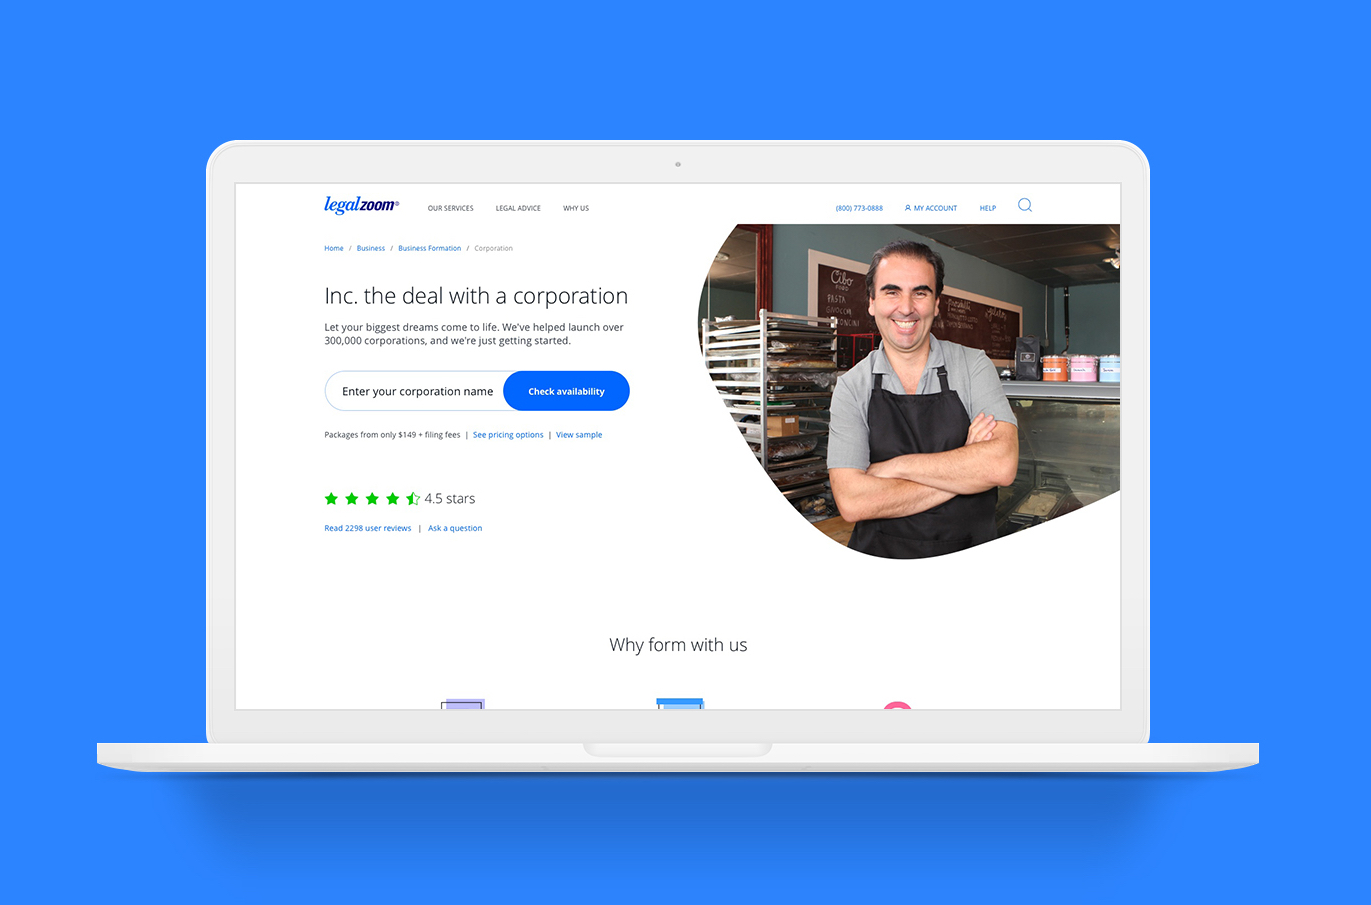 legalzoom®
OUR SERVICES
LEGAL ADVICE
WHY US
(800) 773-0888
MY ACCOUNT
HELP
Home / Business / Business Formation / Corporation
Inc. the deal with a corporation
Let your biggest dreams come to life. We've helped launch over
300,000 corporations, and we're just getting started.
Enter your corporation name
Check availability
Packages from only $149 + filing fees | See pricing options | View sample
4.5 stars
Read 2298 user reviews | Ask a question
Cibo
FOOD
PASTA
Why form with us